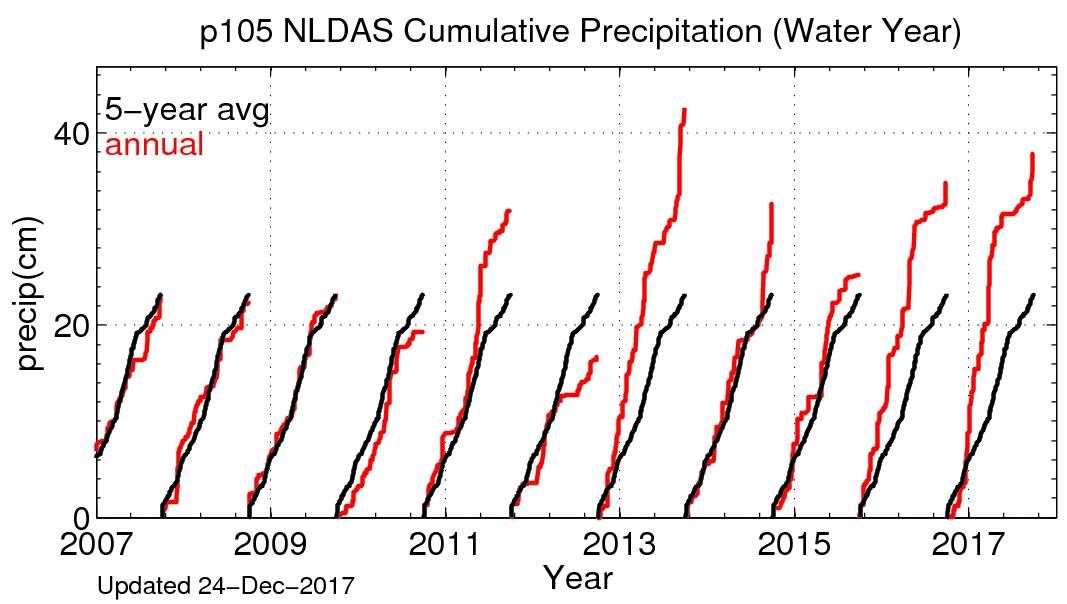 p105 NLDAS Cumulative Precipitation (Water Year)
5−year avg
annual
precip(cm)
40
20
0
2007 2009 2011 2013 2015 2017
Year
Updated 24−Dec−2017